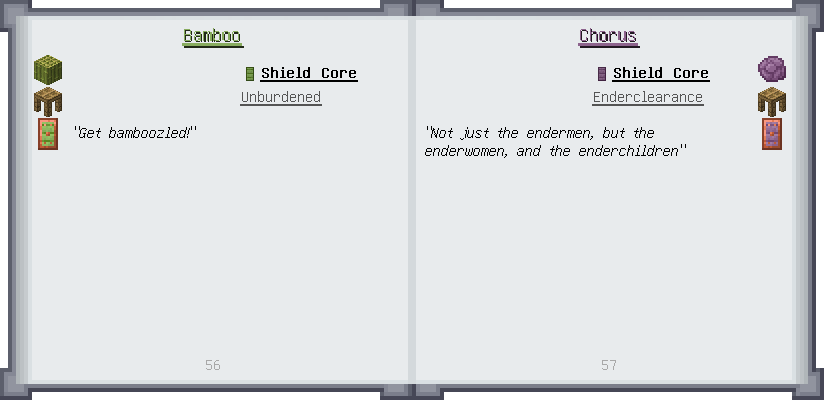 Bamboo
Shield Core
Unburdened
"Get bamboozled!"
56
Chorus
Shield Core
Enderclearance
"Not just the endermen, but the
enderwomen, and the enderchildren"
57